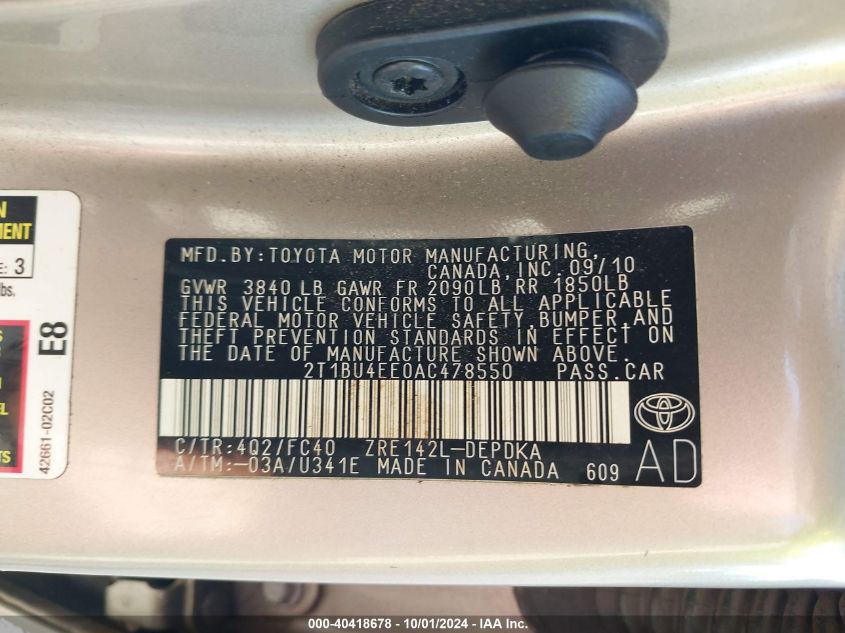 MFD.BY:TOYOTA MOTOR MANUFACTURING,
CANADA,INC. 09/10
GVWR 3840 LB GAWR FR 2090LB RR 1850LB
THIS VEHICLE CONFORMS TO ALL APPLICABLE
FEDERAL MOTOR VEHICLE SAFETY,BUMPER,AND
THEFT PREVENTION STANDARDS IN EFFECT ON
THE DATE OF MANUFACTURE SHOWN ABOVE.
2T1BU4EE0AC478550 PASS.CAR
C/TR:4Q2/FC40 ZRE142L-DEPDKA
A/TM:-03A/U341E MADE IN CANADA 609
AD
: 3
lbs.
E8
42661-02C02
000-40418678 - 10/01/2024 - IAA, Inc.